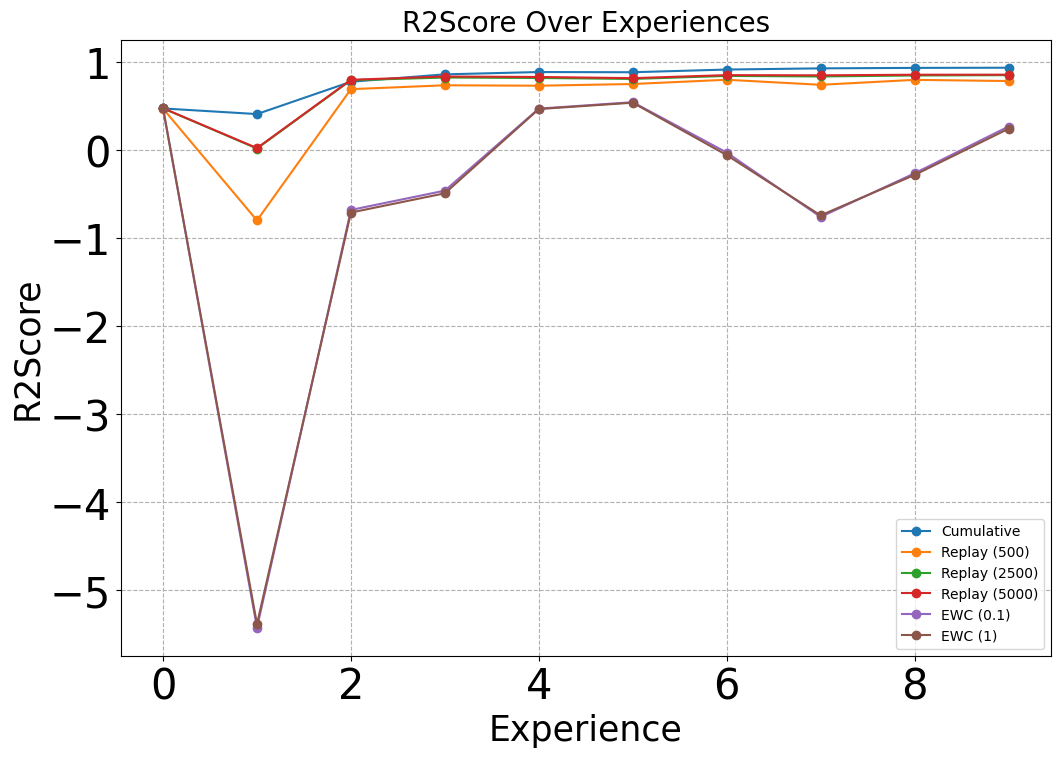 R2Score Over Experiences
1
0
−1
−2
−3
−4
−5
R2Score
0 2 4 6 8
Experience
Cumulative
Replay (500)
Replay (2500)
Replay (5000)
EWC (0.1)
EWC (1)